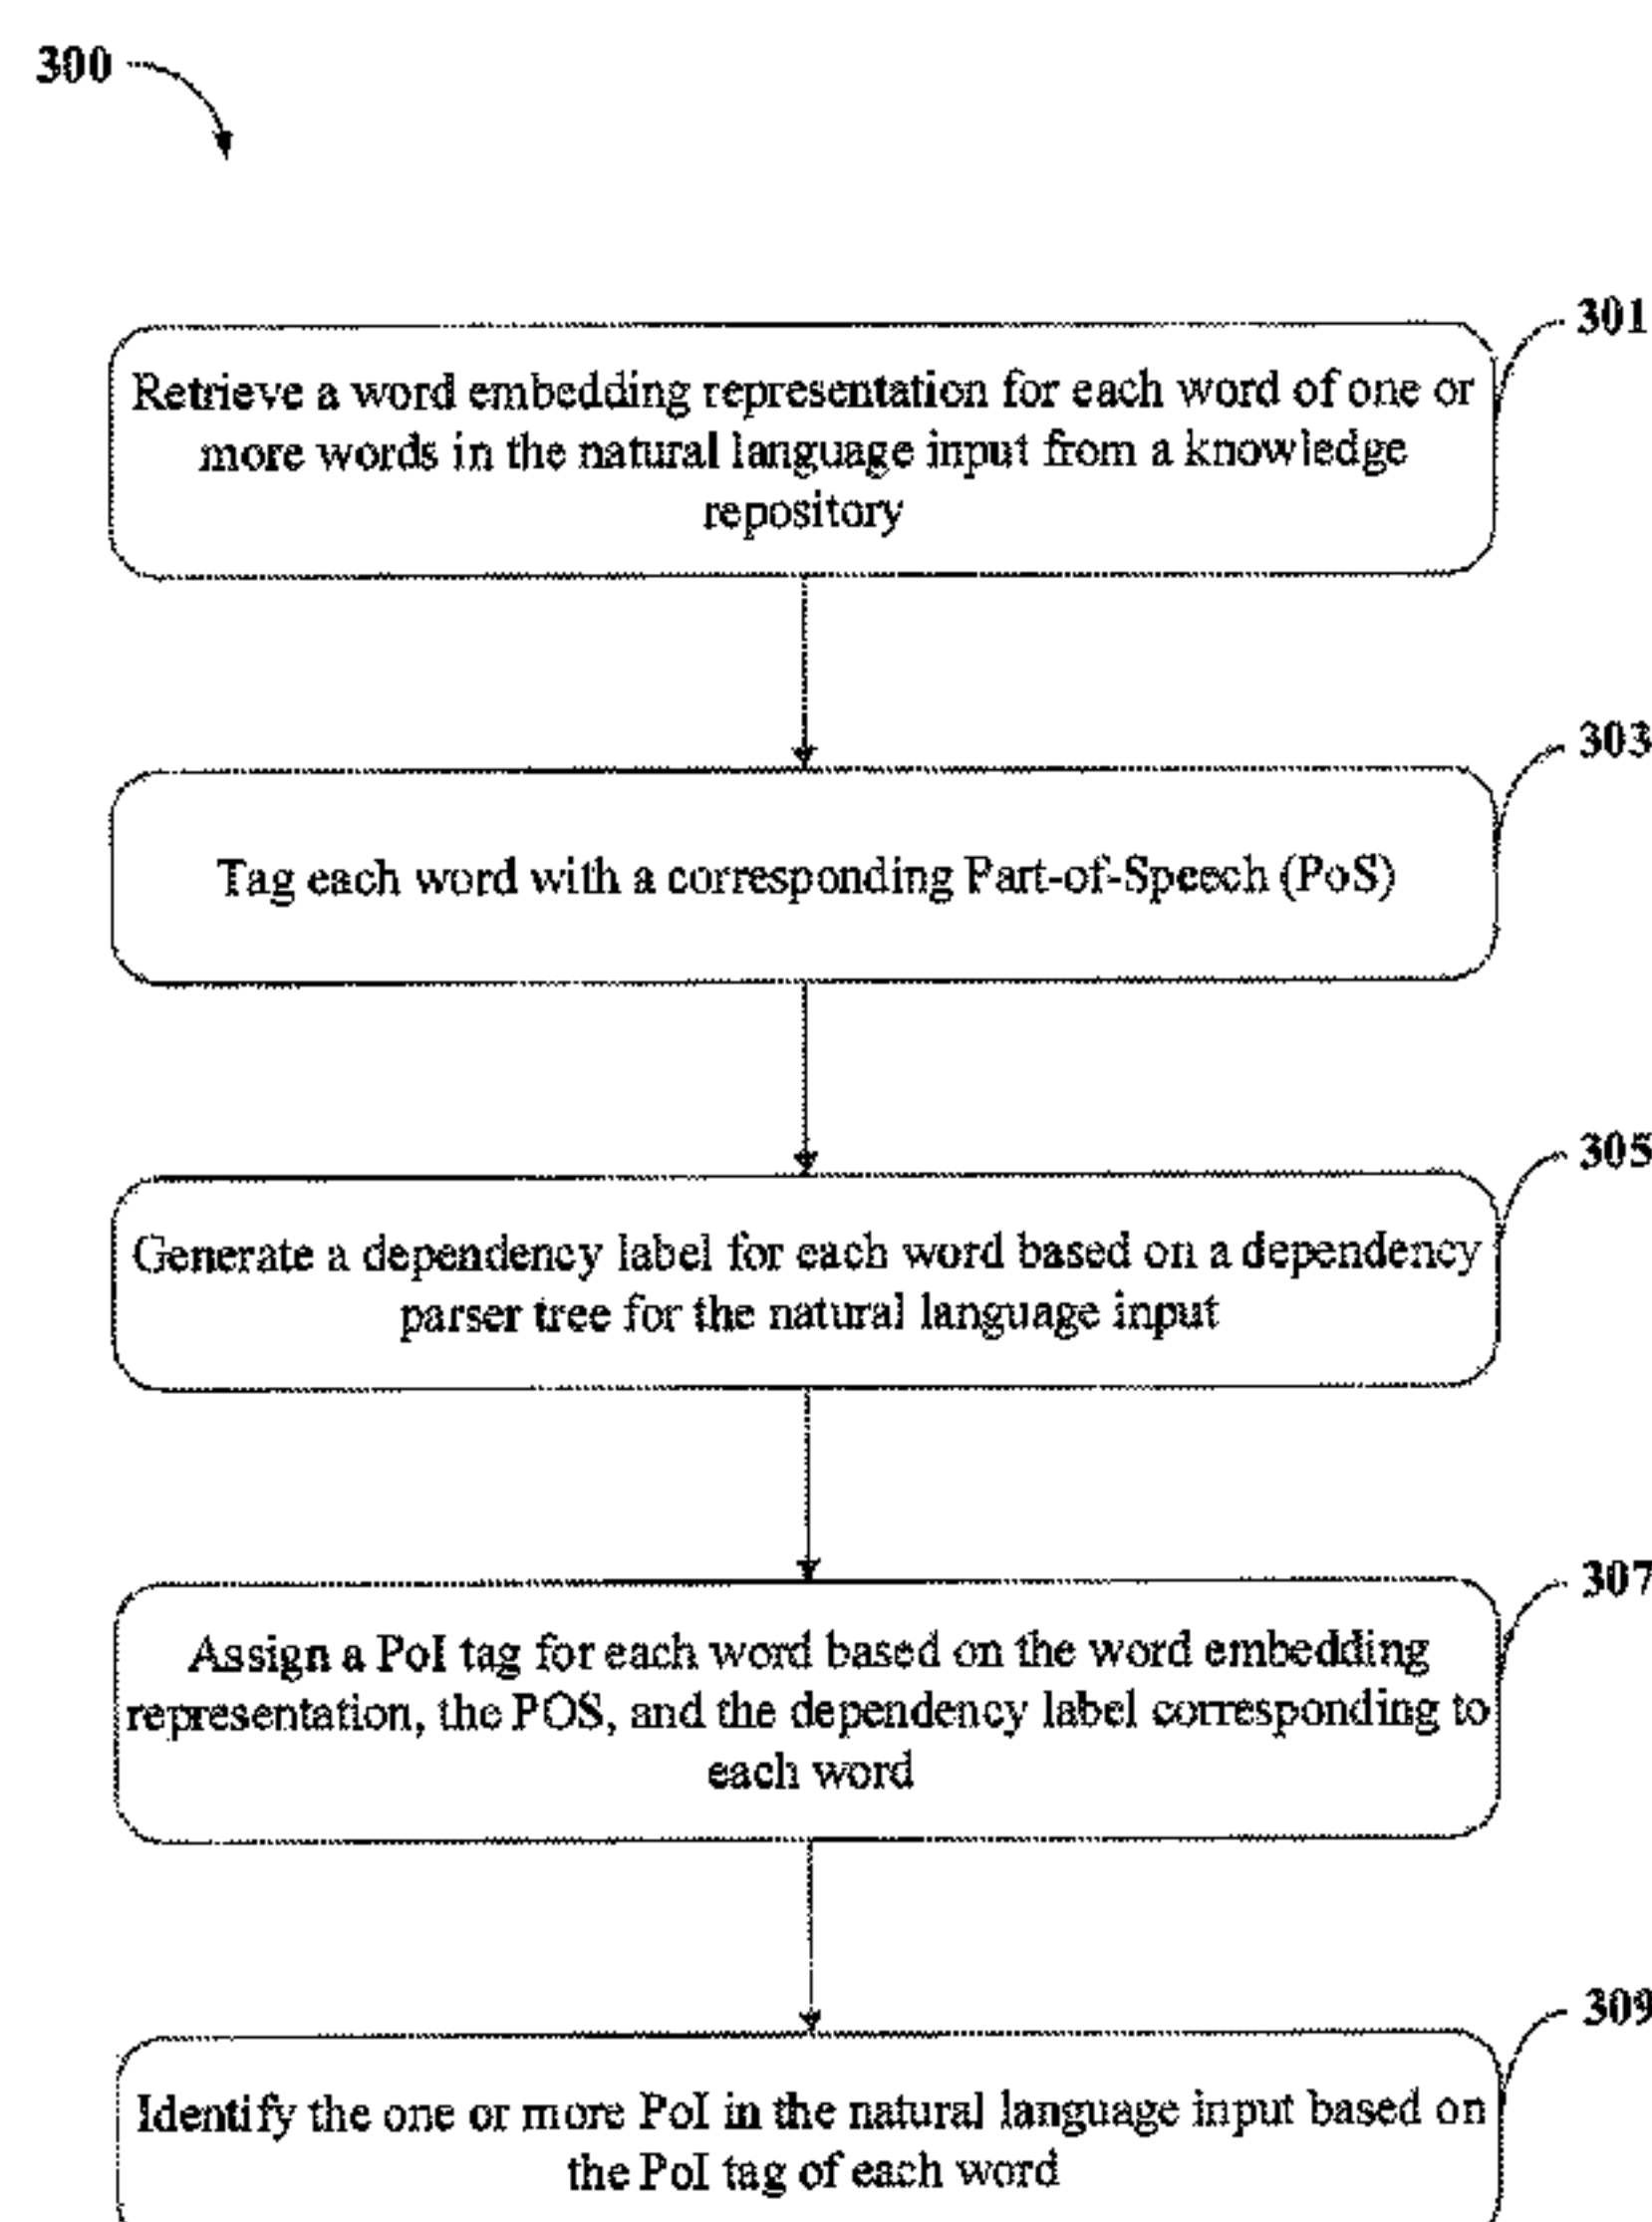 300
301
Retrieve a word embedding representation for each word of one or
more words in the natural language input from a knowledge
repository
303
Tag each word with a corresponding Part-of-Speech (PoS)
305
Generate a dependency label for each word based on a dependency
parser tree for the natural language input
307
Assign a PoI tag for each word based on the word embedding
representation, the POS, and the dependency label corresponding to
each word
309
Identify the one or more PoI in the natural language input based on
the PoI tag of each word